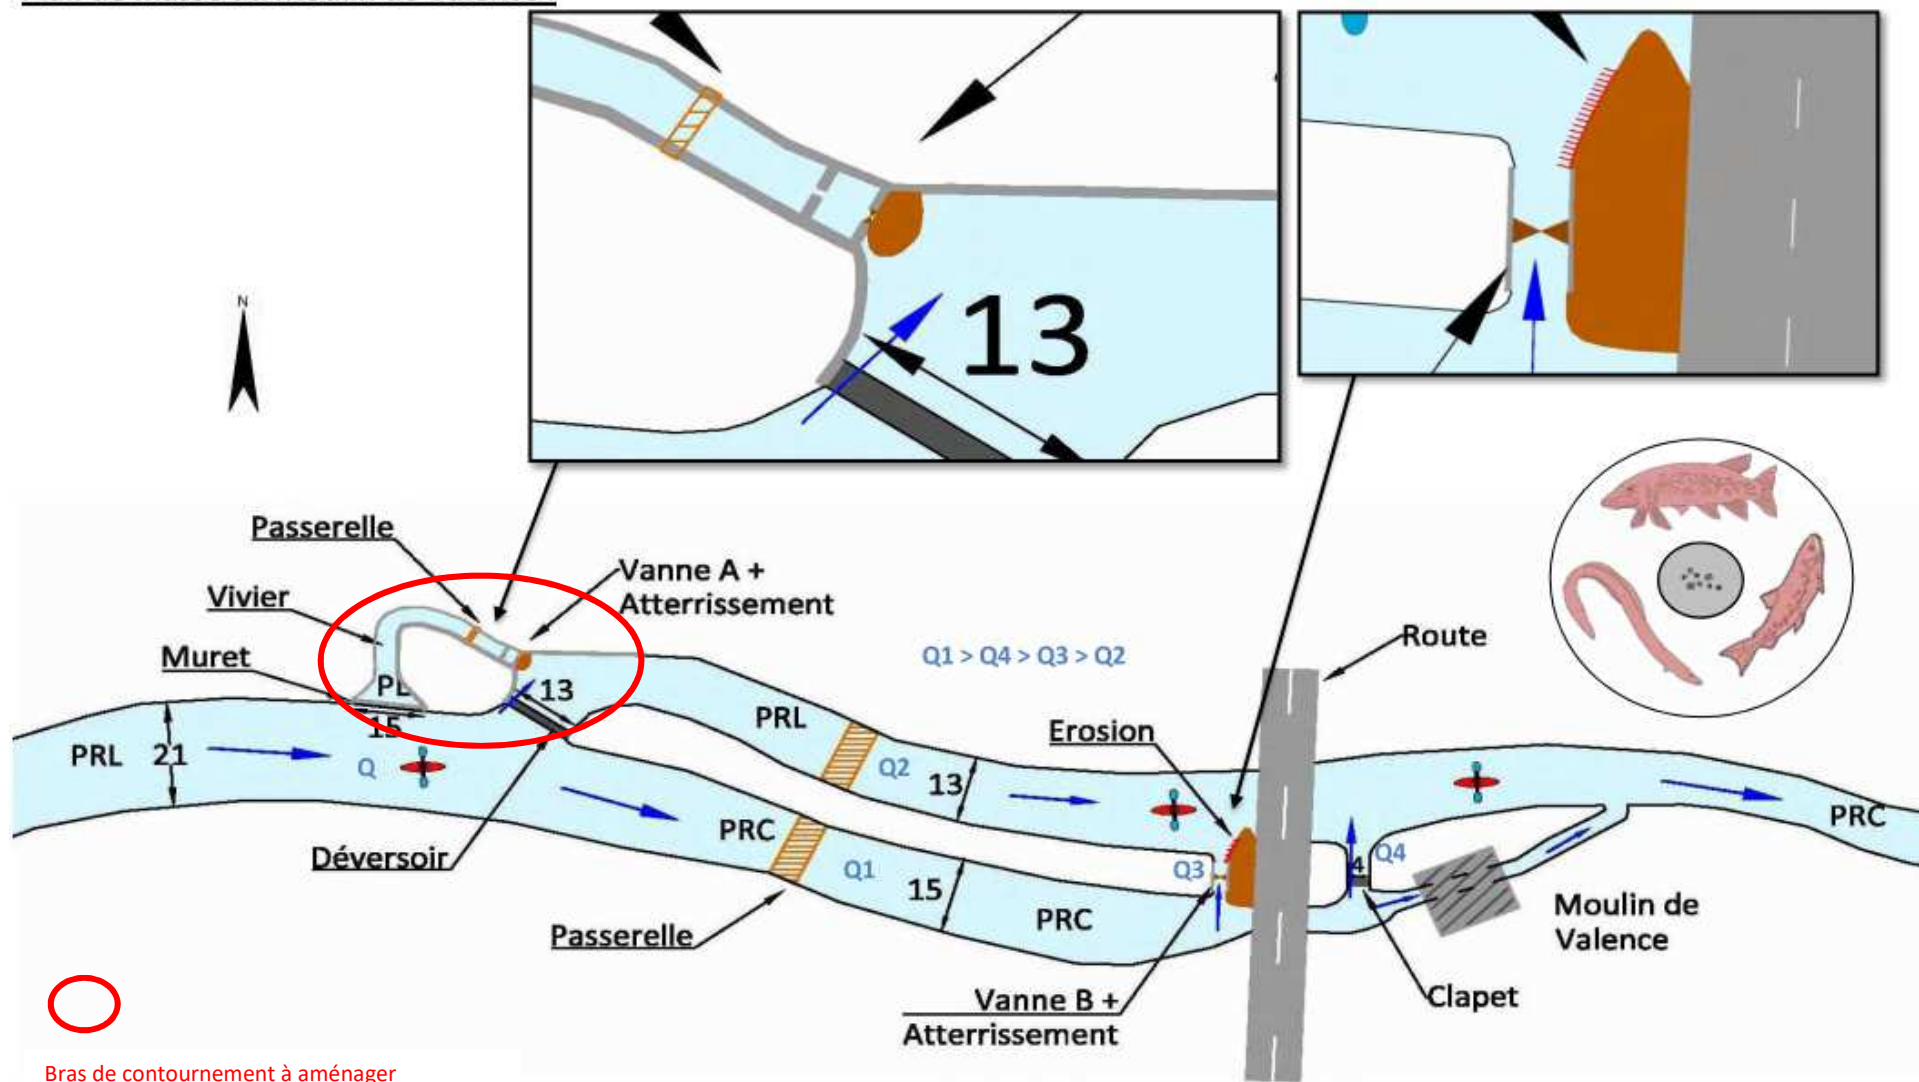 13
N
Passerelle
Vanne A +
Atterrissement
Vivier
Muret
PL
15
13
Q1 > Q4 > Q3 > Q2
Route
PRL
21
Q
PRL
Q2
13
Erosion
PRC
Q1
15
PRC
Q3
4
Q4
PRC
Déversoir
Passerelle
Moulin de
Valence
Vanne B +
Atterrissement
Clapet
Bras de contournement à aménager